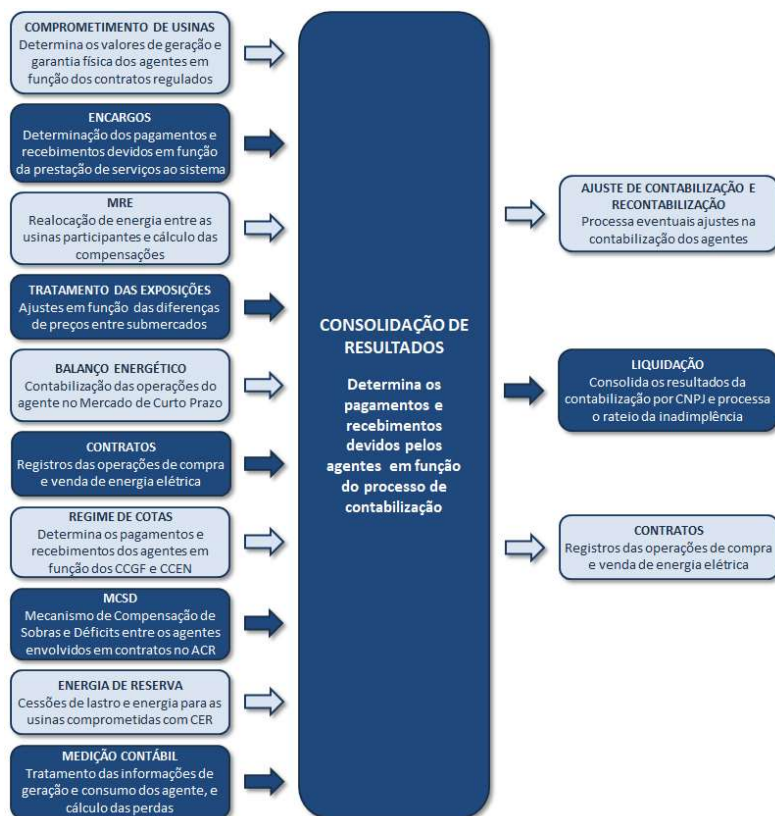 COMPROMETIMENTO DE USINAS
Determina os valores de geração e
garantia física dos agentes em
função dos contratos regulados
ENCARGOS
Determinação dos pagamentos e
recebimentos devidos em função
da prestação de serviços ao sistema
MRE
Realocação de energia entre as
usinas participantes e cálculo das
compensações
TRATAMENTO DAS EXPOSIÇÕES
Ajustes em função das diferenças
de preços entre submercados
BALANÇO ENERGÉTICO
Contabilização das operações do
agente no Mercado de Curto Prazo
CONTRATOS
Registros das operações de compra
e venda de energia elétrica
REGIME DE COTAS
Determina os pagamentos e
recebimentos dos agentes em
função dos CCGF e CCEN
MCSD
Mecanismo de Compensação de
Sobras e Déficits entre os agentes
envolvidos em contratos no ACR
ENERGIA DE RESERVA
Cessões de lastro e energia para as
usinas comprometidas com CER
MEDIÇÃO CONTÁBIL
Tratamento das informações de
geração e consumo dos agente, e
cálculo das perdas
CONSOLIDAÇÃO DE
RESULTADOS
Determina os
pagamentos e
recebimentos
devidos pelos
agentes em função
do processo de
contabilização
AJUSTE DE CONTABILIZAÇÃO E
RECONTABILIZAÇÃO
Processa eventuais ajustes na
contabilização dos agentes
LIQUIDAÇÃO
Consolida os resultados da
contabilização por CNPJ e processa
o rateio da inadimplência
CONTRATOS
Registros das operações de compra
e venda de energia elétrica